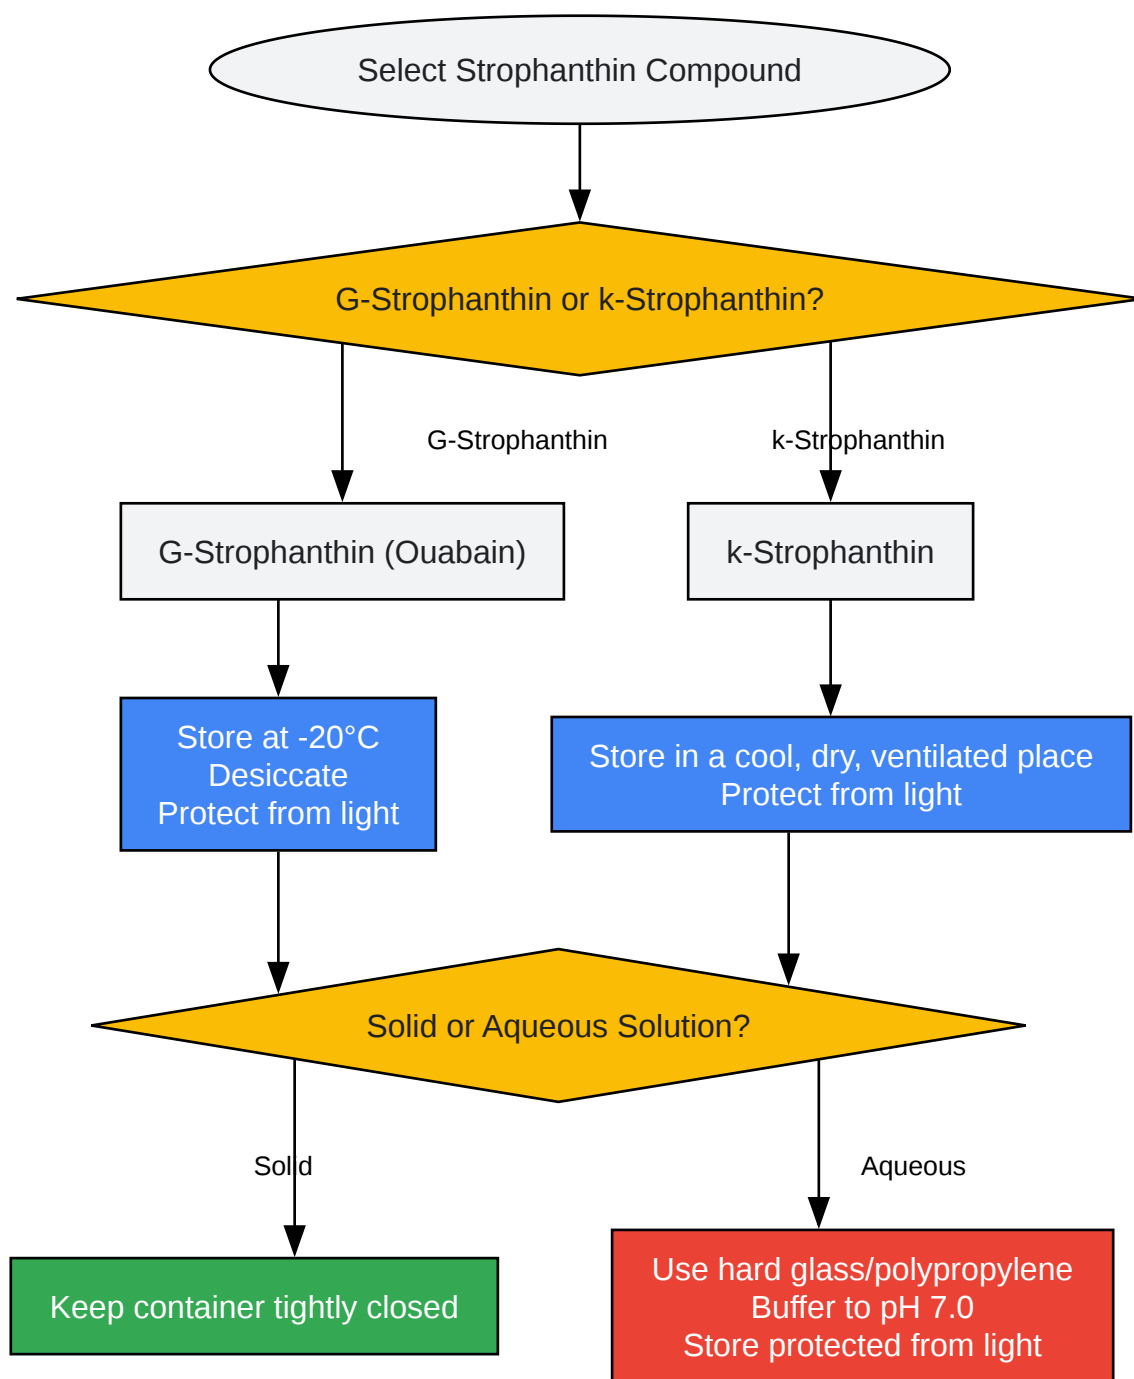 Select Strophanthin Compound
G-Strophanthin or k-Strophanthin?
G-Strophanthin
k-Strophanthin
G-Strophanthin (Ouabain)
k-Strophanthin
Store at -20°C
Desiccate
Protect from light
Store in a cool, dry, ventilated place
Protect from light
Solid or Aqueous Solution?
Solid
Aqueous
Keep container tightly closed
Use hard glass/polypropylene
Buffer to pH 7.0
Store protected from light